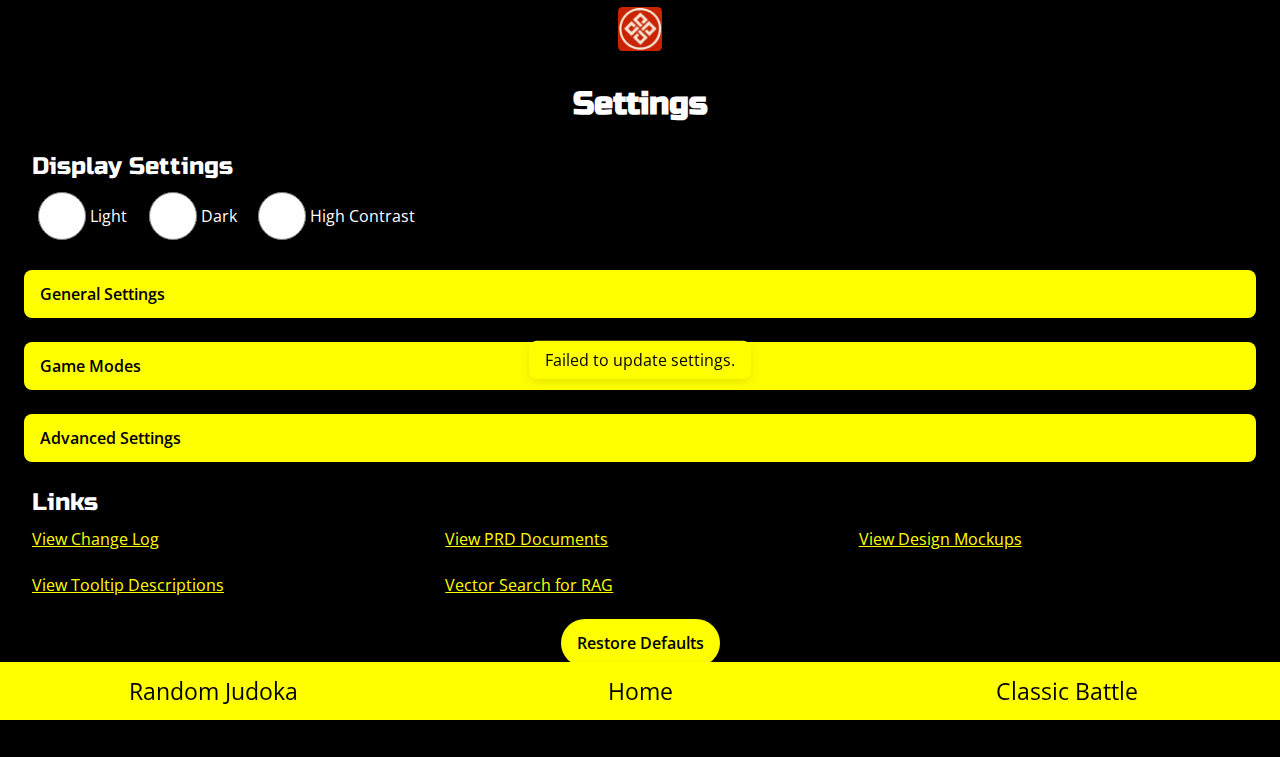 Settings
Display Settings
Light Dark High Contrast
General Settings
Game Modes
Failed to update settings.
Advanced Settings
Links
View Change Log View PRD Documents View Design Mockups
View Tooltip Descriptions Vector Search for RAG
Restore Defaults
Random Judoka Home Classic Battle